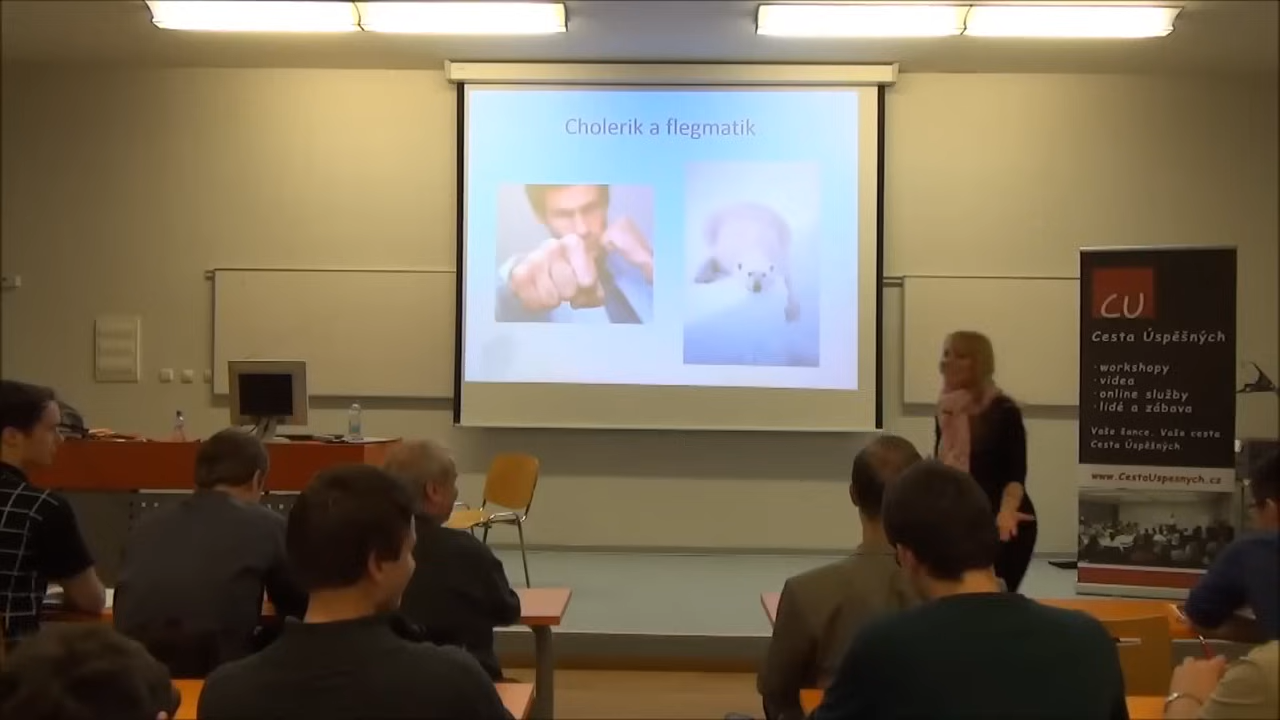 Cholerik a flegmatik
CU
Cesta Úspěšných
· workshopy
· videa
· online služby
· lidé a zábava
Vaše šance. Vaše cesta
Cesta Úspěšných.
www.CestaUspesnych.cz